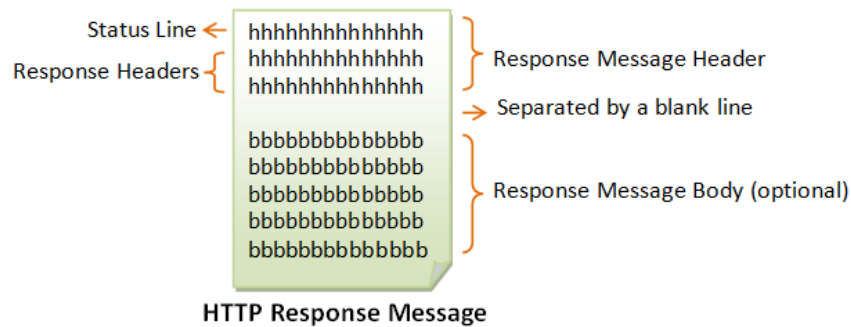 Status Line
hhhhhhhhhhhhhh
Response Headers
hhhhhhhhhhhhhh
hhhhhhhhhhhhhh
Response Message Header
Separated by a blank line
bbbbbbbbbbbbbb
bbbbbbbbbbbbbb
bbbbbbbbbbbbbb
bbbbbbbbbbbbbb
bbbbbbbbbbbbbb
Response Message Body (optional)
HTTP Response Message